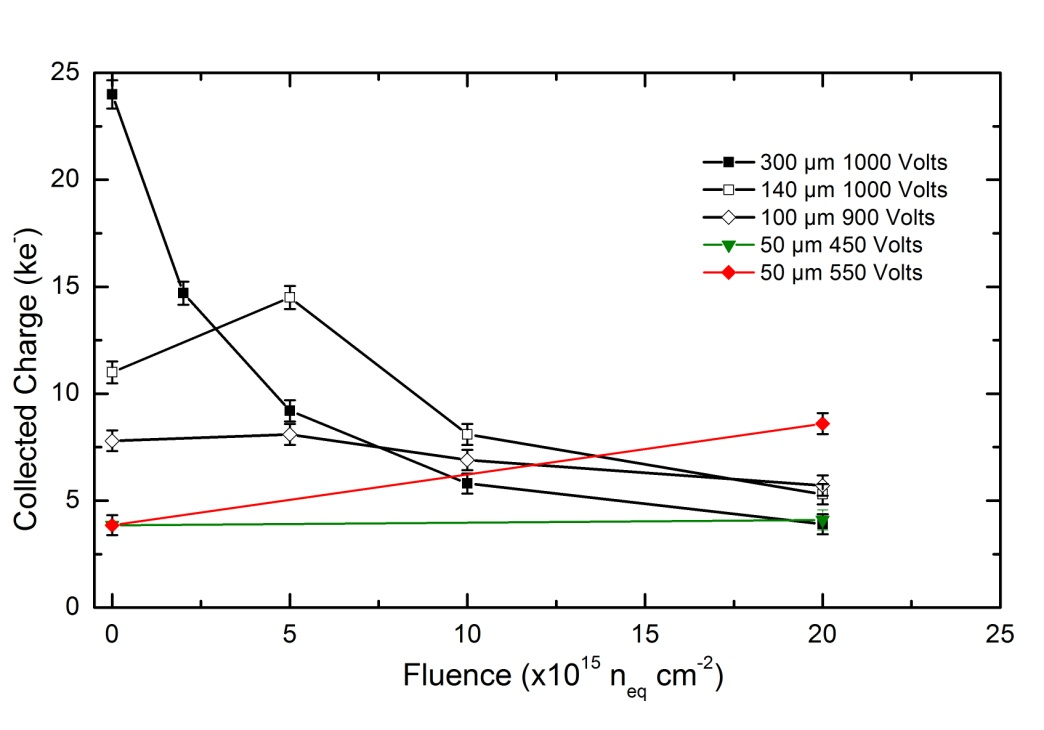 25
20
15
10
5
0
Collected Charge (ke⁻)
300 µm 1000 Volts
140 µm 1000 Volts
100 µm 900 Volts
50 µm 450 Volts
50 µm 550 Volts
0 5 10 15 20 25
Fluence (x10¹⁵ n_eq cm⁻²)